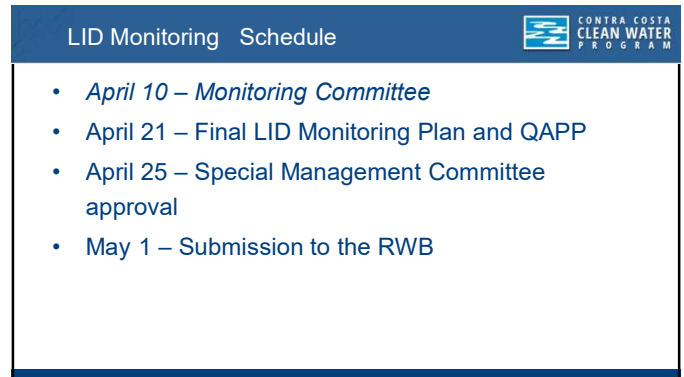 LID Monitoring Schedule
CONTRA COSTA
CLEAN WATER
PROGRAM
• April 10 – Monitoring Committee
• April 21 – Final LID Monitoring Plan and QAPP
• April 25 – Special Management Committee
approval
• May 1 – Submission to the RWB